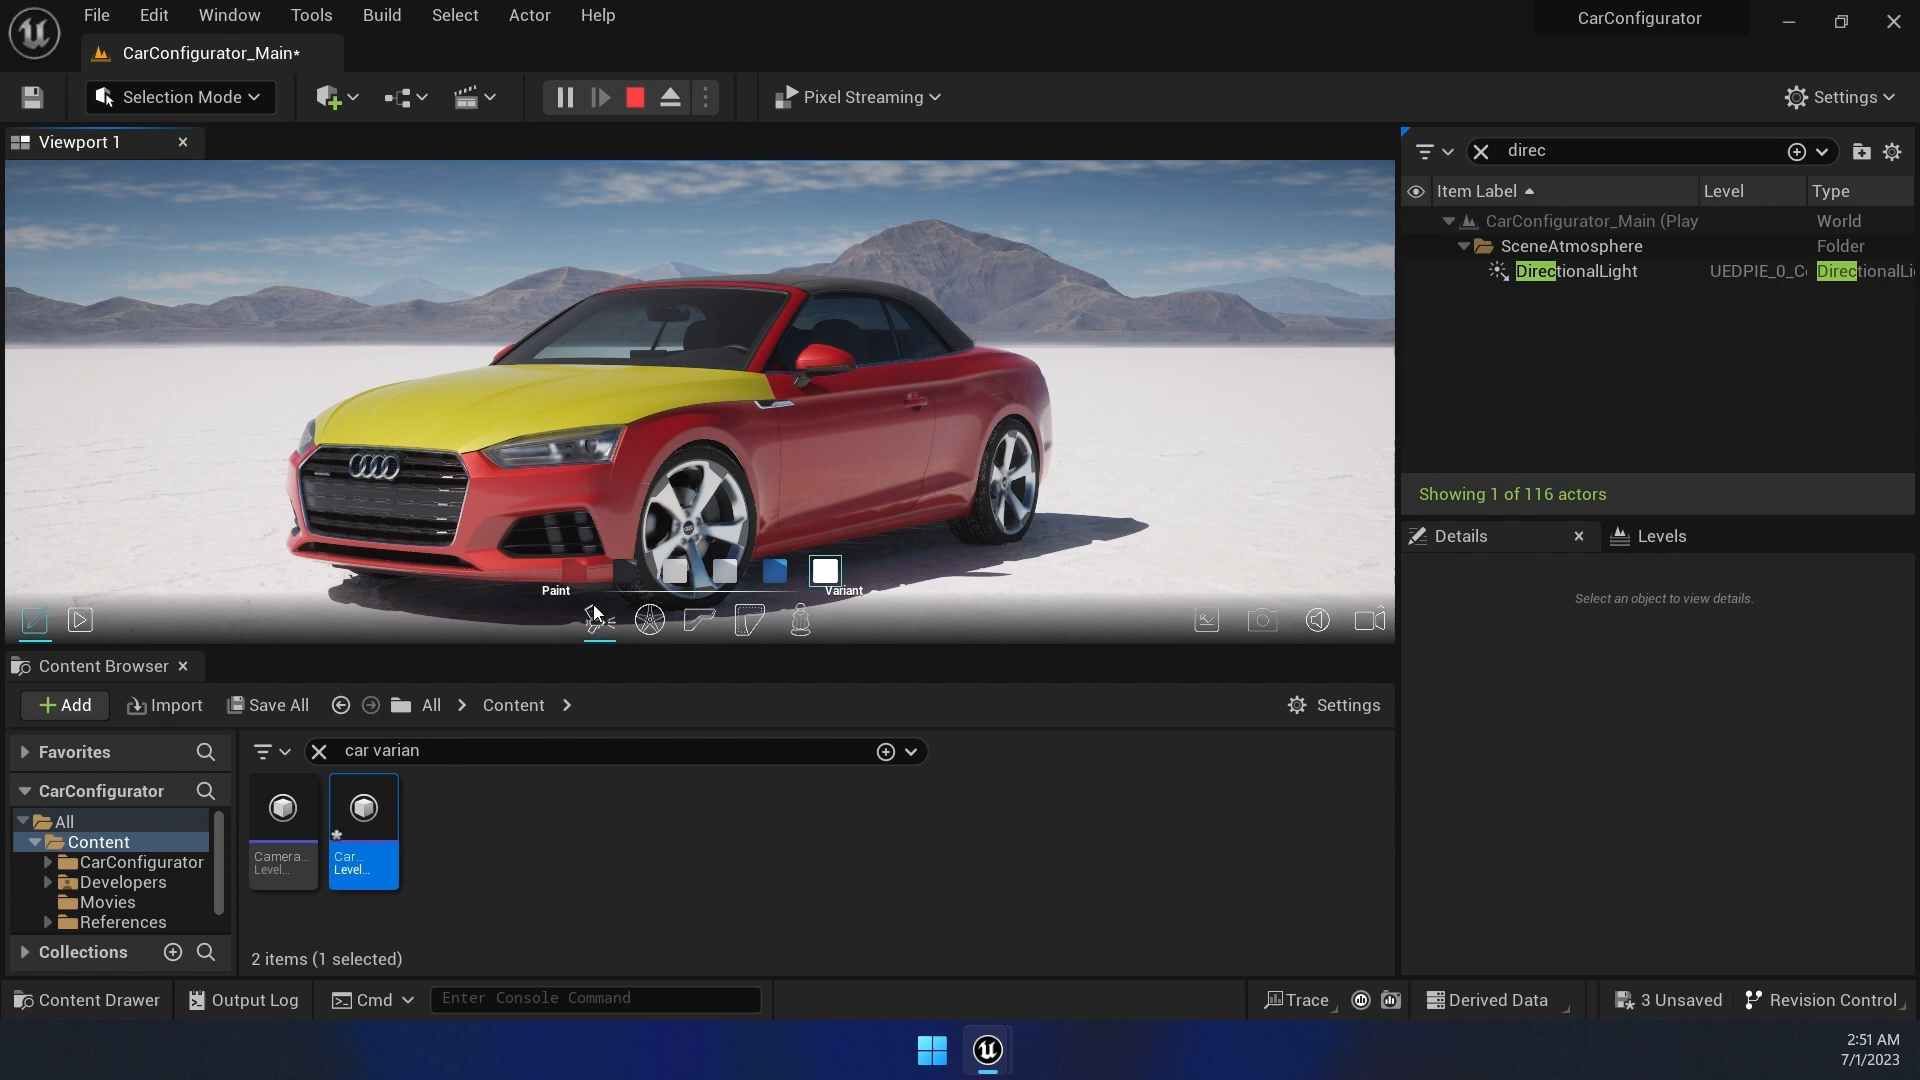 File Edit Window Tools Build Select Actor Help
CarConfigurator
CarConfigurator_Main*
Selection Mode
Pixel Streaming
Settings
Viewport 1
direc
Item Label Level Type
CarConfigurator_Main (Play World
SceneAtmosphere Folder
DirectionalLight UEDPIE_0_C DirectionalLi
Showing 1 of 116 actors
Details Levels
Select an object to view details.
Paint Variant
Content Browser
Add Import Save All All Content Settings
Favorites
car varian
CarConfigurator
All
Content
CarConfigurator
Developers
Movies
References
Collections
Camera...
Level...
Car...
Level...
2 items (1 selected)
Content Drawer Output Log Cmd Enter Console Command Trace Derived Data 3 Unsaved Revision Control
2:51 AM
7/1/2023